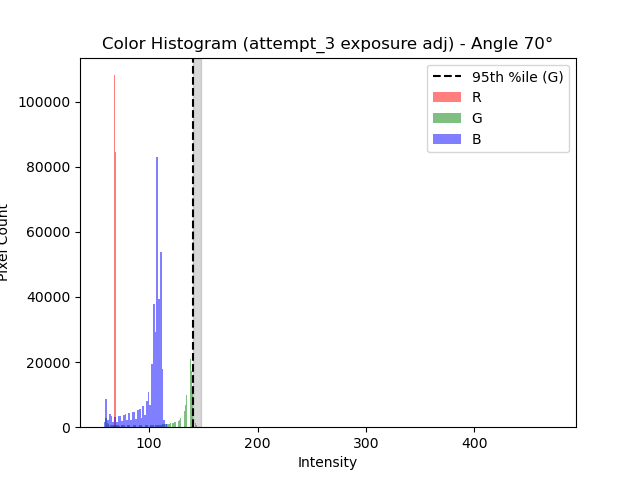 Color Histogram (attempt_3 exposure adj) - Angle 70°
95th %ile (G)
R
G
B
100000
80000
60000
40000
20000
0
Pixel Count
100
200
300
400
Intensity